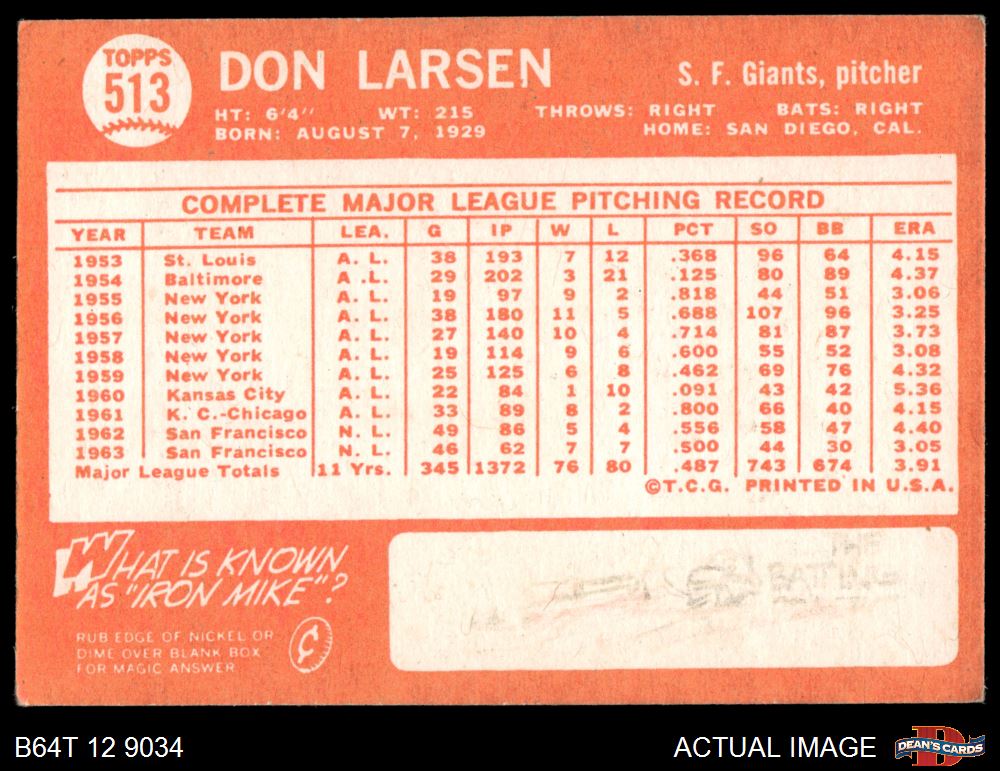 TOPPS
513
DON LARSEN
S. F. Giants, pitcher
HT: 6'4" WT: 215 THROWS: RIGHT BATS: RIGHT
BORN: AUGUST 7, 1929 HOME: SAN DIEGO, CAL.
COMPLETE MAJOR LEAGUE PITCHING RECORD
YEAR TEAM LEA. G IP W L PCT SO BB ERA
1953 St. Louis A. L. 38 193 7 12 .368 96 64 4.15
1954 Baltimore A .L. 29 202 3 21 .125 80 89 4.37
1955 New York A. L. 19 97 9 2 .818 44 51 3.06
1956 New York A. L. 38 180 11 5 .688 107 96 3.25
1957 New York A. L. 27 140 10 4 .714 81 87 3.73
1958 New York A. L. 19 114 9 6 .600 55 52 3.08
1959 New York A. L. 25 125 6 8 .462 69 76 4.32
1960 Kansas City A. L. 22 84 1 10 .091 43 42 5.36
1961 K. C.-Chicago A. L. 33 89 8 2 .800 66 40 4.15
1962 San Francisco N. L. 49 86 5 4 .556 58 47 4.40
1963 San Francisco N. L. 46 62 7 7 .500 44 30 3.05
Major League Totals 11 Yrs. 345 1372 76 80 .487 743 674 3.91
©T.C.G. PRINTED IN U.S.A.
WHAT IS KNOWN
AS "IRON MIKE"?
RUB EDGE OF NICKEL OR
DIME OVER BLANK BOX
FOR MAGIC ANSWER
¢
BATTING
B64T 12 9034
ACTUAL IMAGE
DEAN'S CARDS